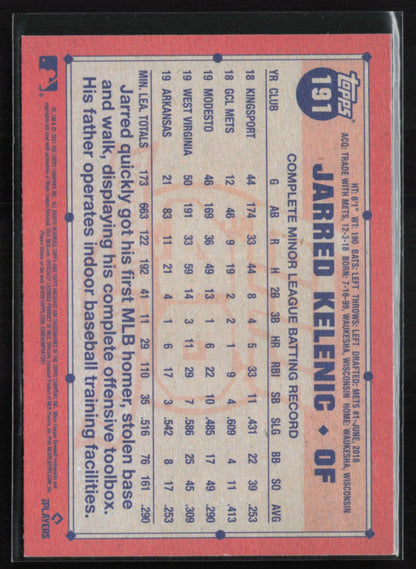 topps
191
HT: 6'1" WT: 190 BATS: LEFT THROWS: LEFT DRAFTED: METS #1-JUNE, 2018
ACQ: TRADE WITH METS, 12-3-18 BORN: 7-16-99, WAUKESHA, WISCONSIN HOME: WAUKESHA, WISCONSIN
JARRED KELENIC ◆ OF
COMPLETE MINOR LEAGUE BATTING RECORD
YR CLUB G AB R H 2B 3B HR RBI SB SLG BB SO AVG
18 KINGSPORT 44 174 33 44 8 4 5 33 11 .431 22 39 .253
18 GCL METS 12 46 9 19 2 2 1 9 4 .609 4 11 .413
19 MODESTO 46 169 36 49 13 1 6 22 10 .485 17 49 .290
19 WEST VIRGINIA 50 191 33 59 14 3 11 29 7 .586 25 45 .309
19 ARKANSAS 21 83 11 21 4 1 6 17 3 .542 8 17 .253
MIN. LEA. TOTALS 173 663 122 192 41 11 29 110 35 .516 76 161 .290
Jarred quickly got his first MLB homer, stolen base
and walk, displaying his complete offensive toolbox.
His father operates indoor baseball training facilities.
PLAYERS